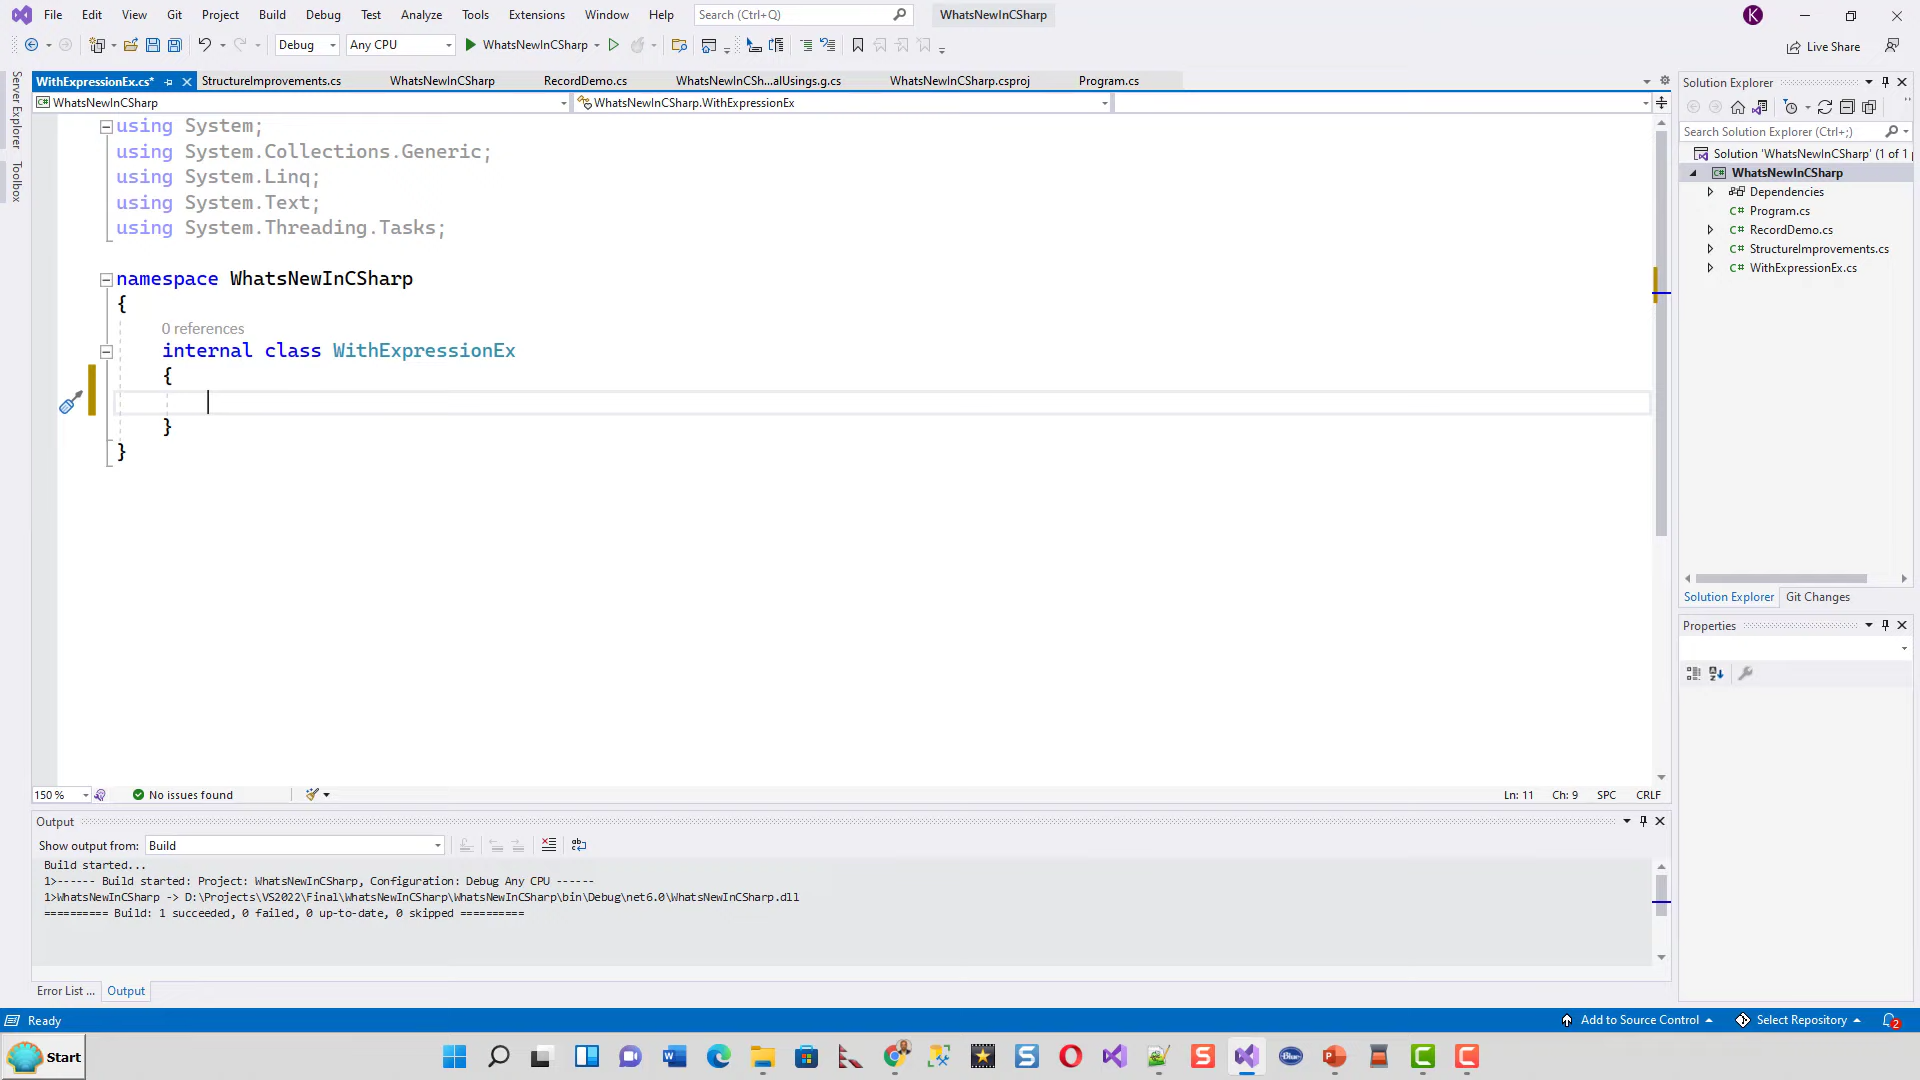 File Edit View Git Project Build Debug Test Analyze Tools Extensions Window Help Search (Ctrl+Q) WhatsNewInCSharp K
Debug Any CPU WhatsNewInCSharp Live Share
WithExpressionEx.cs* StructureImprovements.cs WhatsNewInCSharp RecordDemo.cs WhatsNewInCSh...alUsings.g.cs WhatsNewInCSharp.csproj Program.cs
WhatsNewInCSharp WhatsNewInCSharp.WithExpressionEx
Server Explorer
Toolbox
using System;
using System.Collections.Generic;
using System.Linq;
using System.Text;
using System.Threading.Tasks;
namespace WhatsNewInCSharp
{
0 references
internal class WithExpressionEx
{
}
}
150 % No issues found Ln: 11 Ch: 9 SPC CRLF
Solution Explorer
Search Solution Explorer (Ctrl+;)
Solution 'WhatsNewInCSharp' (1 of 1
WhatsNewInCSharp
Dependencies
C# Program.cs
C# RecordDemo.cs
C# StructureImprovements.cs
C# WithExpressionEx.cs
Solution Explorer Git Changes
Properties
Output
Show output from: Build
Build started...
1>------ Build started: Project: WhatsNewInCSharp, Configuration: Debug Any CPU ------
1>WhatsNewInCSharp -> D:\Projects\VS2022\Final\WhatsNewInCSharp\WhatsNewInCSharp\bin\Debug\net6.0\WhatsNewInCSharp.dll
========== Build: 1 succeeded, 0 failed, 0 up-to-date, 0 skipped ==========
Error List ... Output
Ready Add to Source Control Select Repository 2
Start